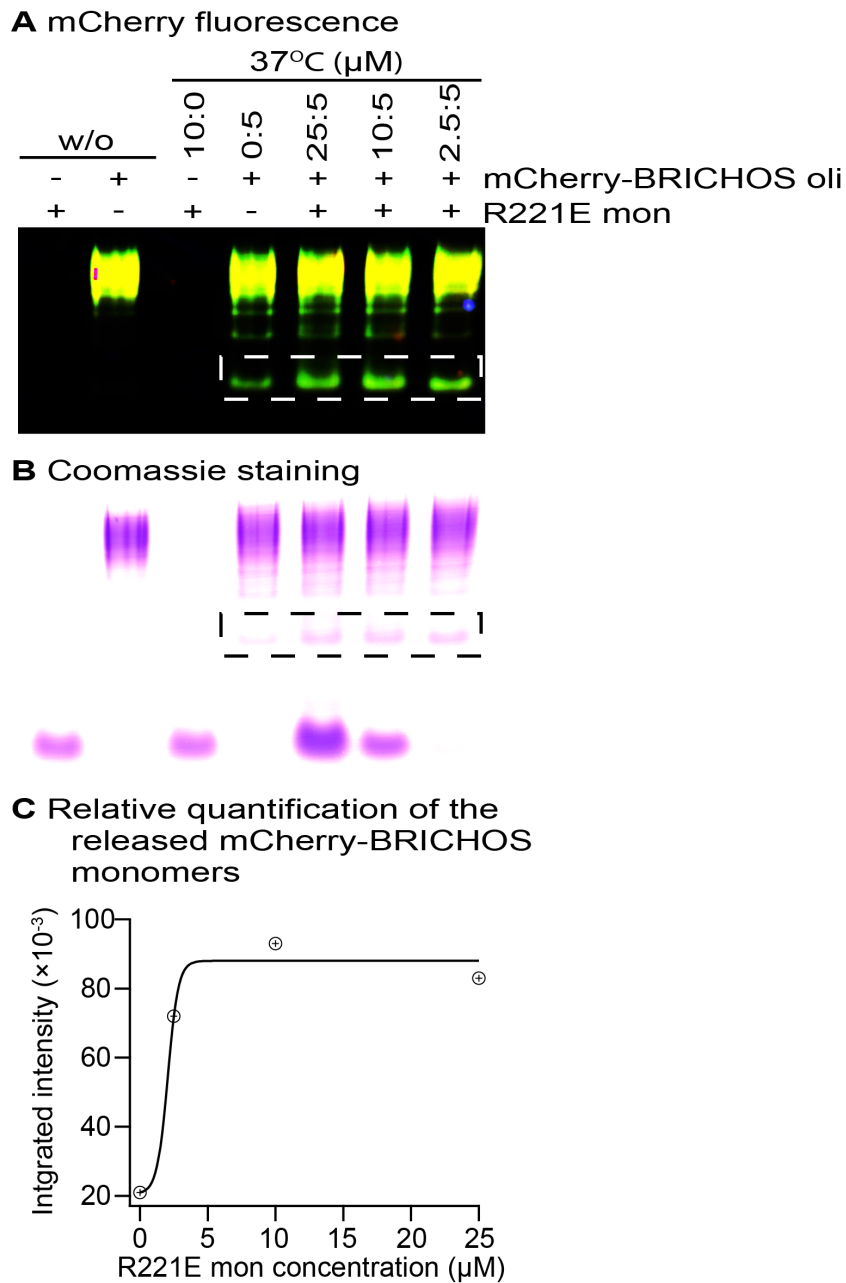 A mCherry fluorescence
37°C (µM)
w/o
10:0
0:5
25:5
10:5
2.5:5
- + - + + + + mCherry-BRICHOS oli
+ - + - + + + R221E mon
B Coomassie staining
C Relative quantification of the
released mCherry-BRICHOS
monomers
Intgrated intensity (×10⁻³)
100
80
60
40
20
0 5 10 15 20 25
R221E mon concentration (µM)